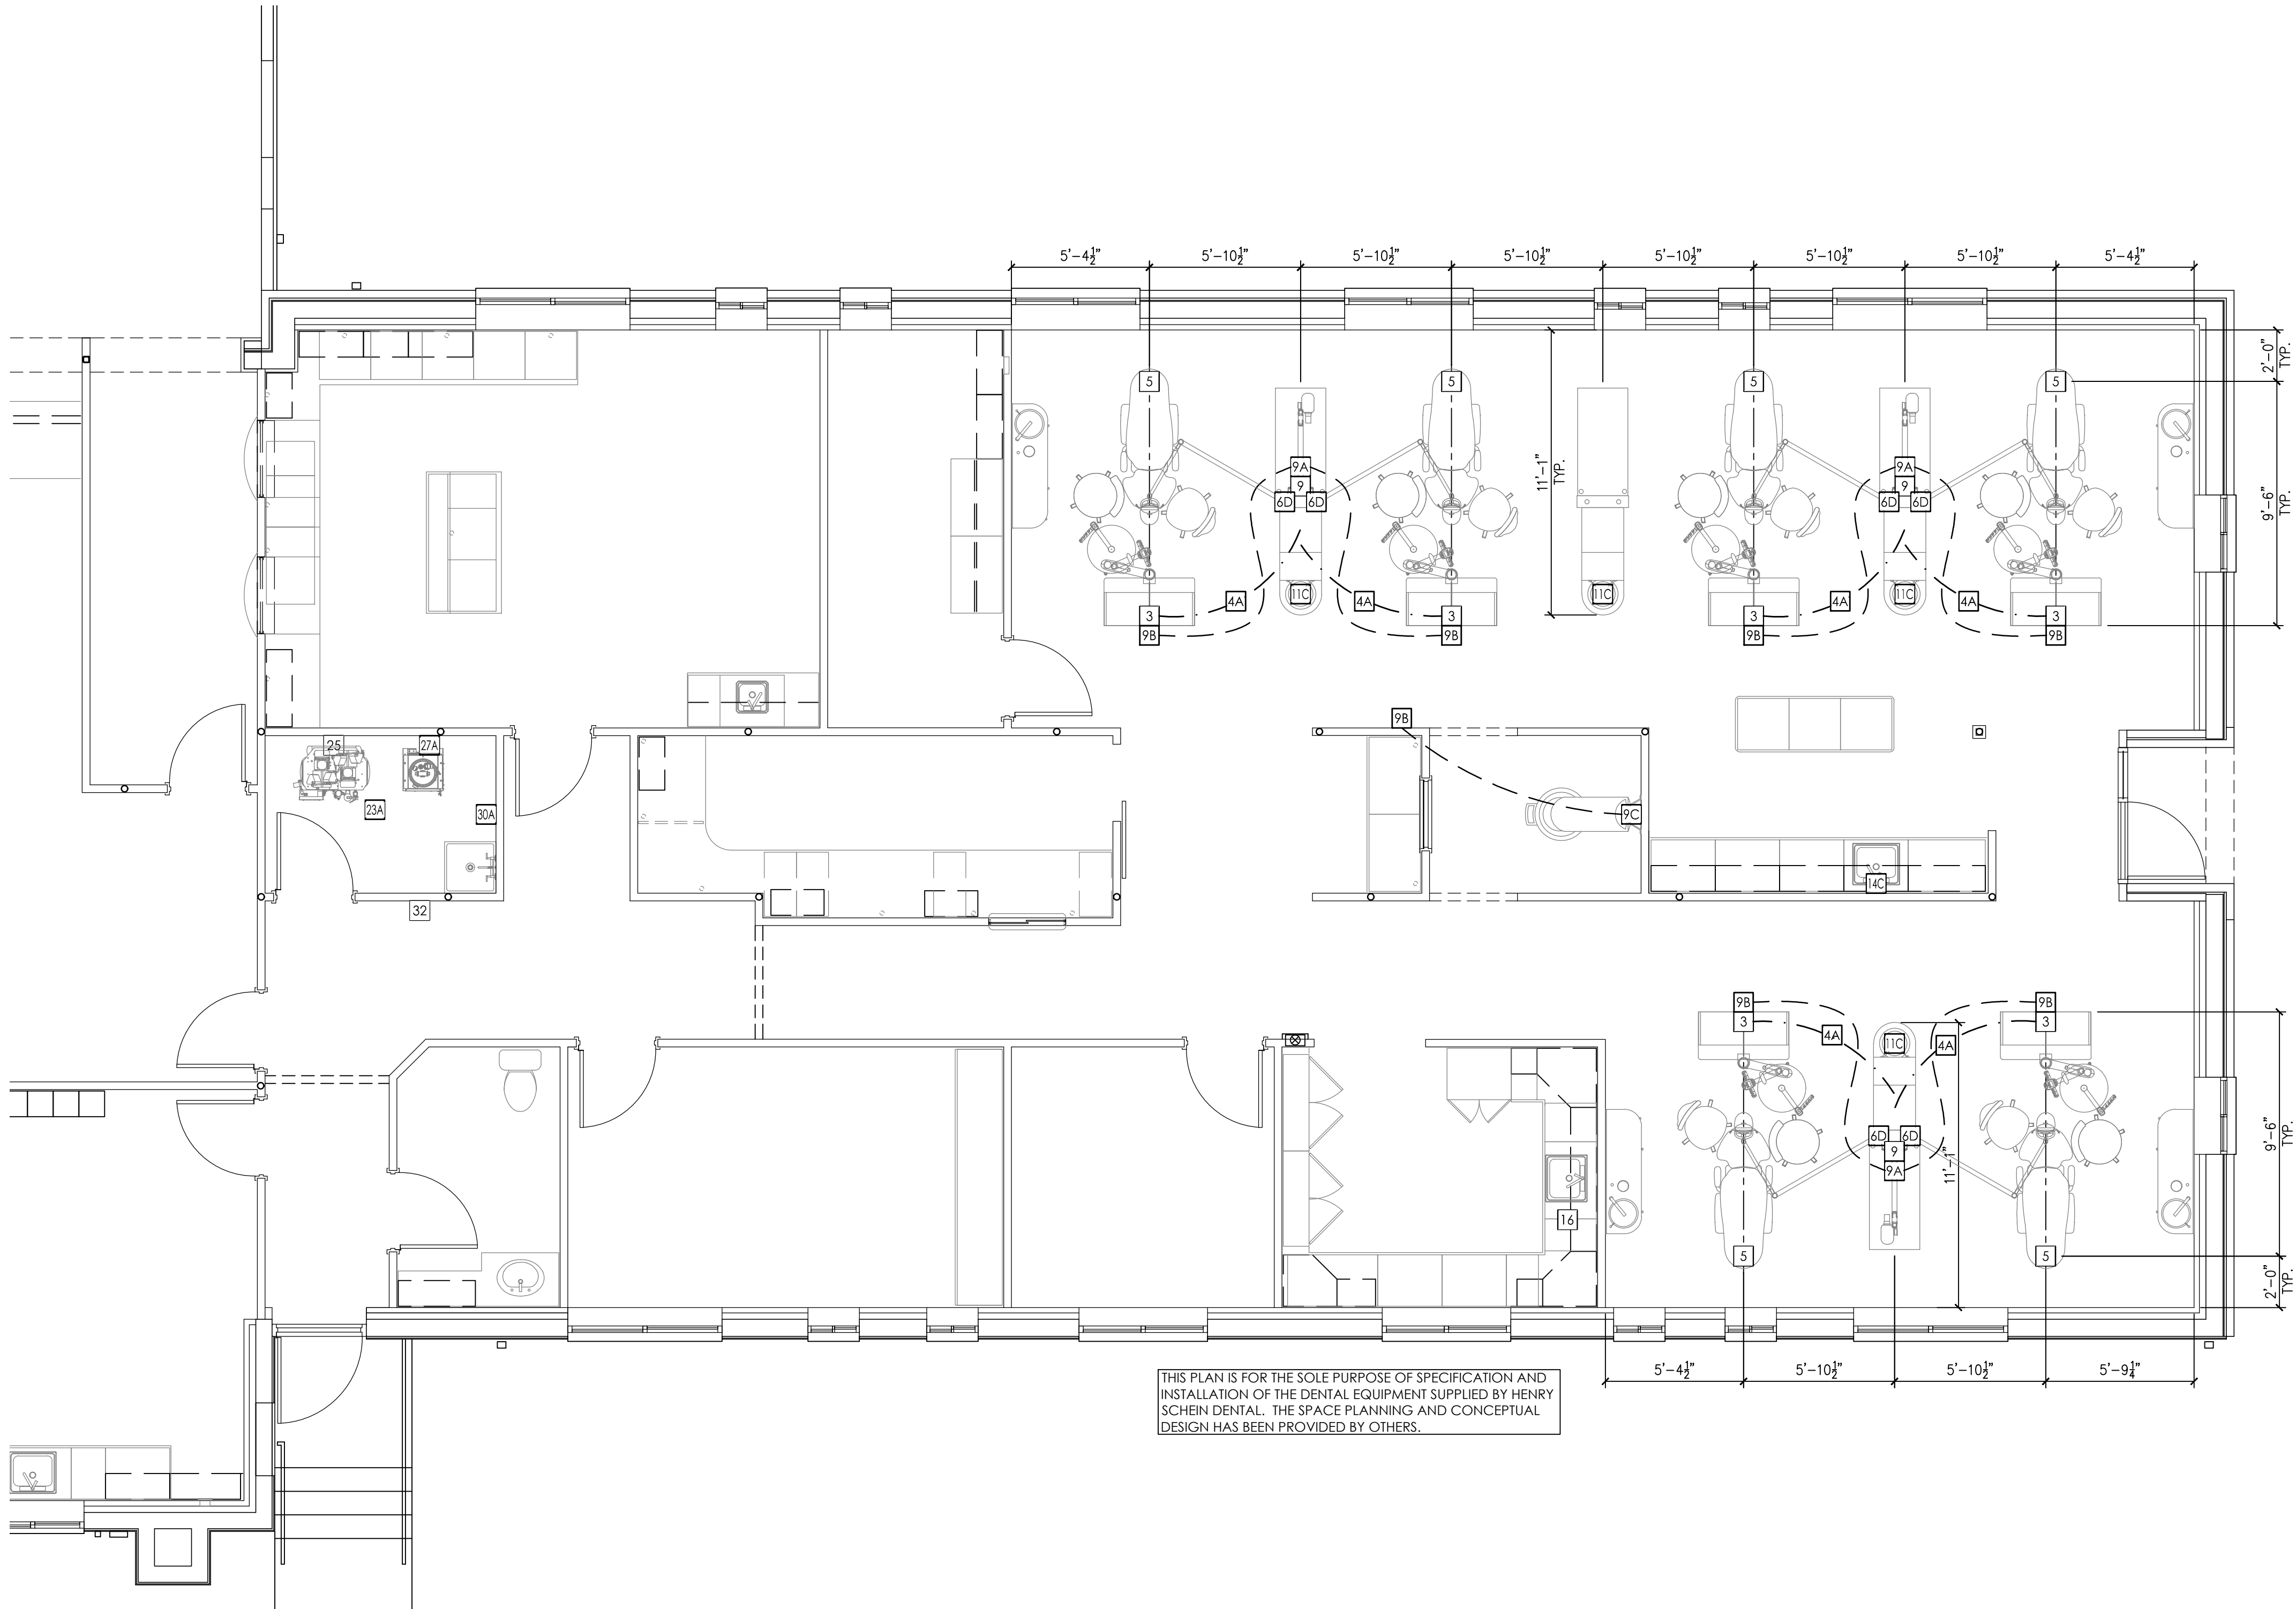 5'-4½" 5'-10½" 5'-10½" 5'-10½" 5'-10½" 5'-10½" 5'-10½" 5'-4½"
2'-0"
TYP.
5 5 5 5
9A 9A
9 9
11'-1"
TYP.
9'-6"
TYP.
6D 6D 6D 6D
11C 11C 11C
4A 4A 4A 4A
3 3 3 3
9B 9B 9B 9B
9B
25 27A
23A 30A 9C
14C
32
9B 9B
3 3
4A 11C 4A
6D 6D
9
9A
11'-1"
9'-6"
TYP.
16
5 5
2'-0"
TYP.
5'-4½" 5'-10½" 5'-10½" 5'-9¼"
THIS PLAN IS FOR THE SOLE PURPOSE OF SPECIFICATION AND
INSTALLATION OF THE DENTAL EQUIPMENT SUPPLIED BY HENRY
SCHEIN DENTAL. THE SPACE PLANNING AND CONCEPTUAL
DESIGN HAS BEEN PROVIDED BY OTHERS.